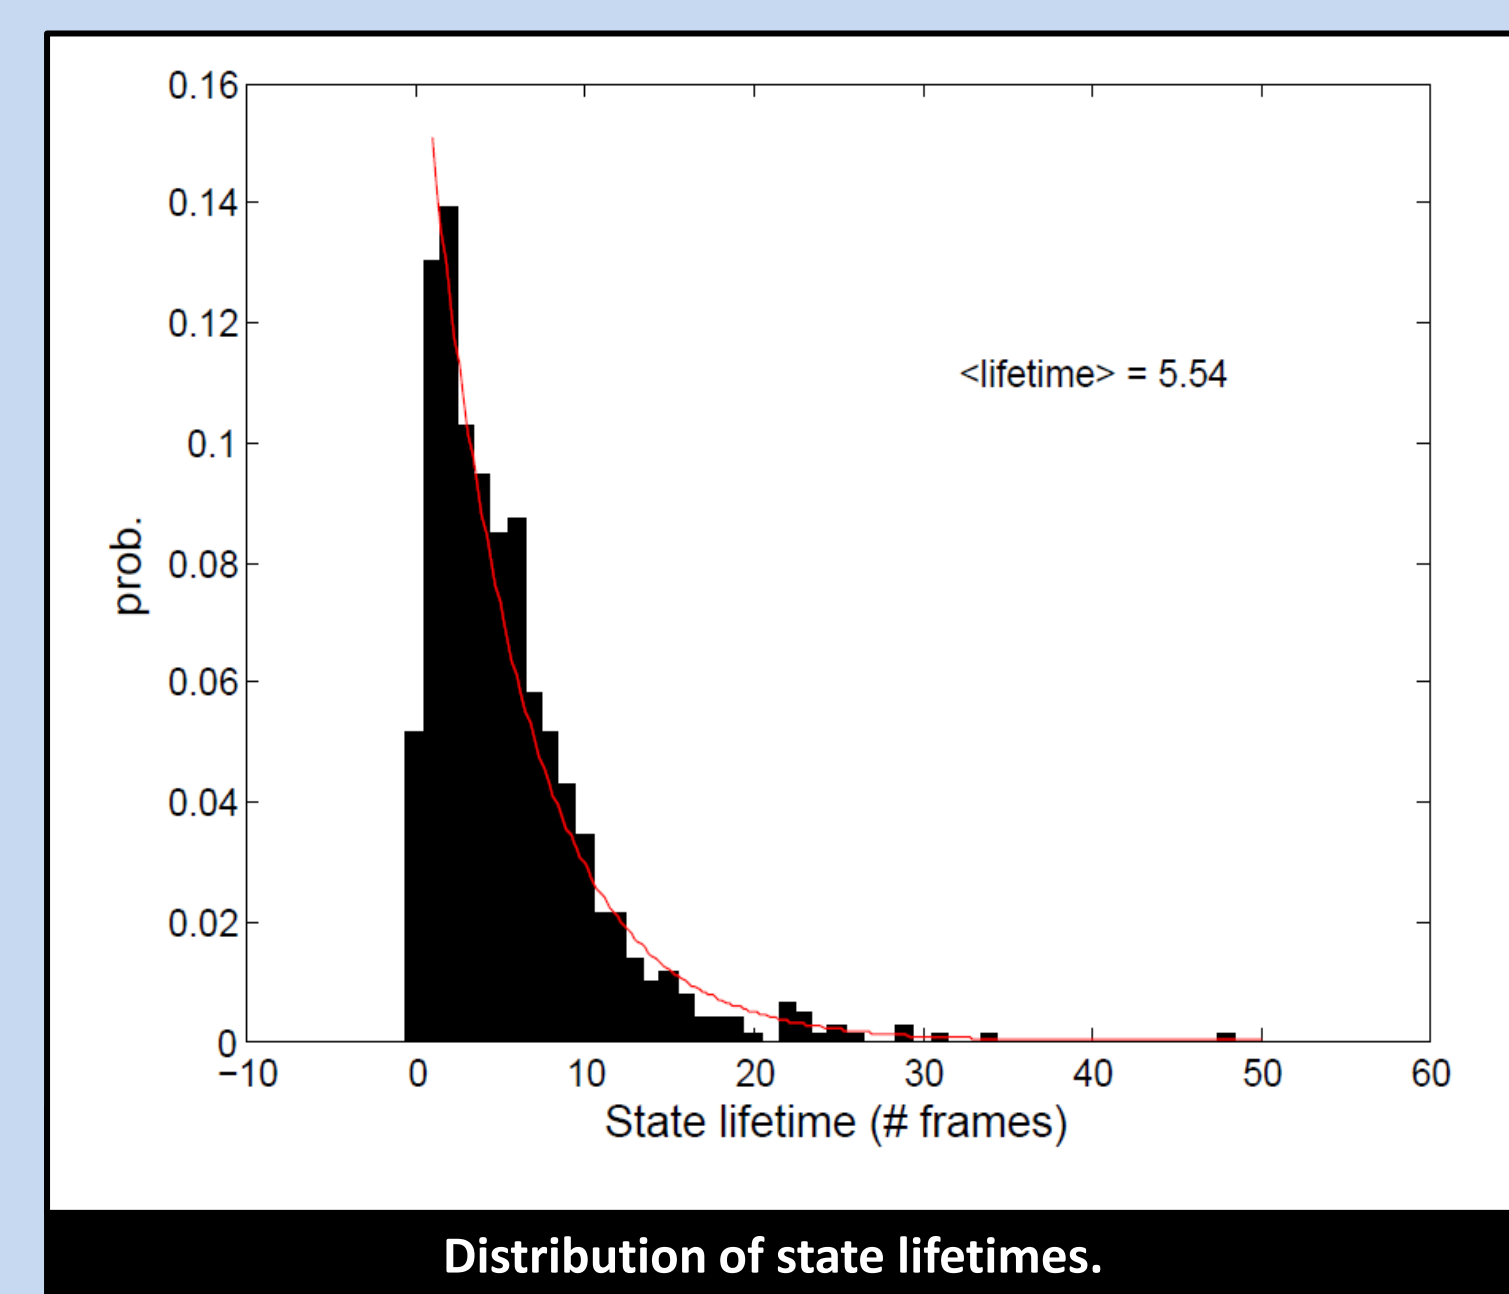 0.16
0.14
0.12
<lifetime> = 5.54
0.1
0.08
prob.
0.06
0.04
0.02
0
−10 0 10 20 30 40 50 60
State lifetime (# frames)
Distribution of state lifetimes.